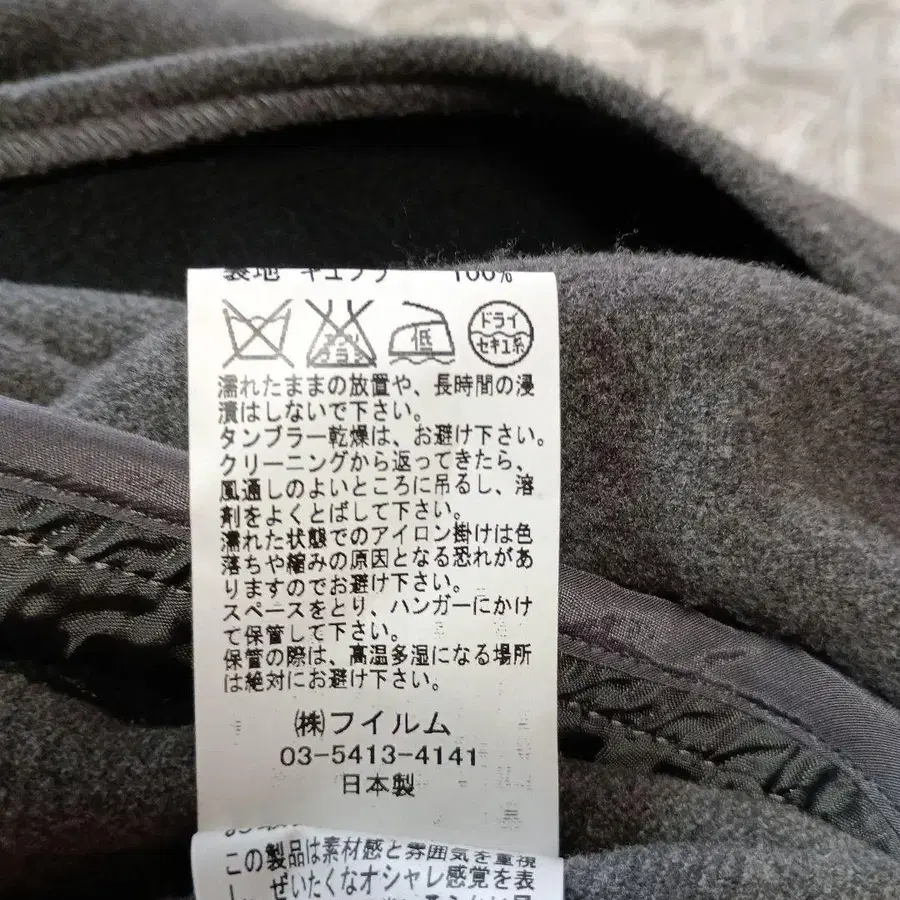 裏地 キュプラ 100%
低 ドライ セキユ系
濡れたままの放置や、長時間の浸
漬はしないで下さい。
タンブラー乾燥は、お避け下さい。
クリーニングから返ってきたら、
風通しのよいところに吊るし、溶
剤をよくとばして下さい。
濡れた状態でのアイロン掛けは色
落ちや縮みの原因となる恐れがあ
りますのでお避け下さい。
スペースをとり、ハンガーにかけ
て保管して下さい。
保管の際は、高温多湿になる場所
は絶対にお避け下さい。
㈱フイルム
03-5413-4141
日本製
この製品は素材感と雰囲気を重視
し、ぜいたくなオシャレ感覚を表